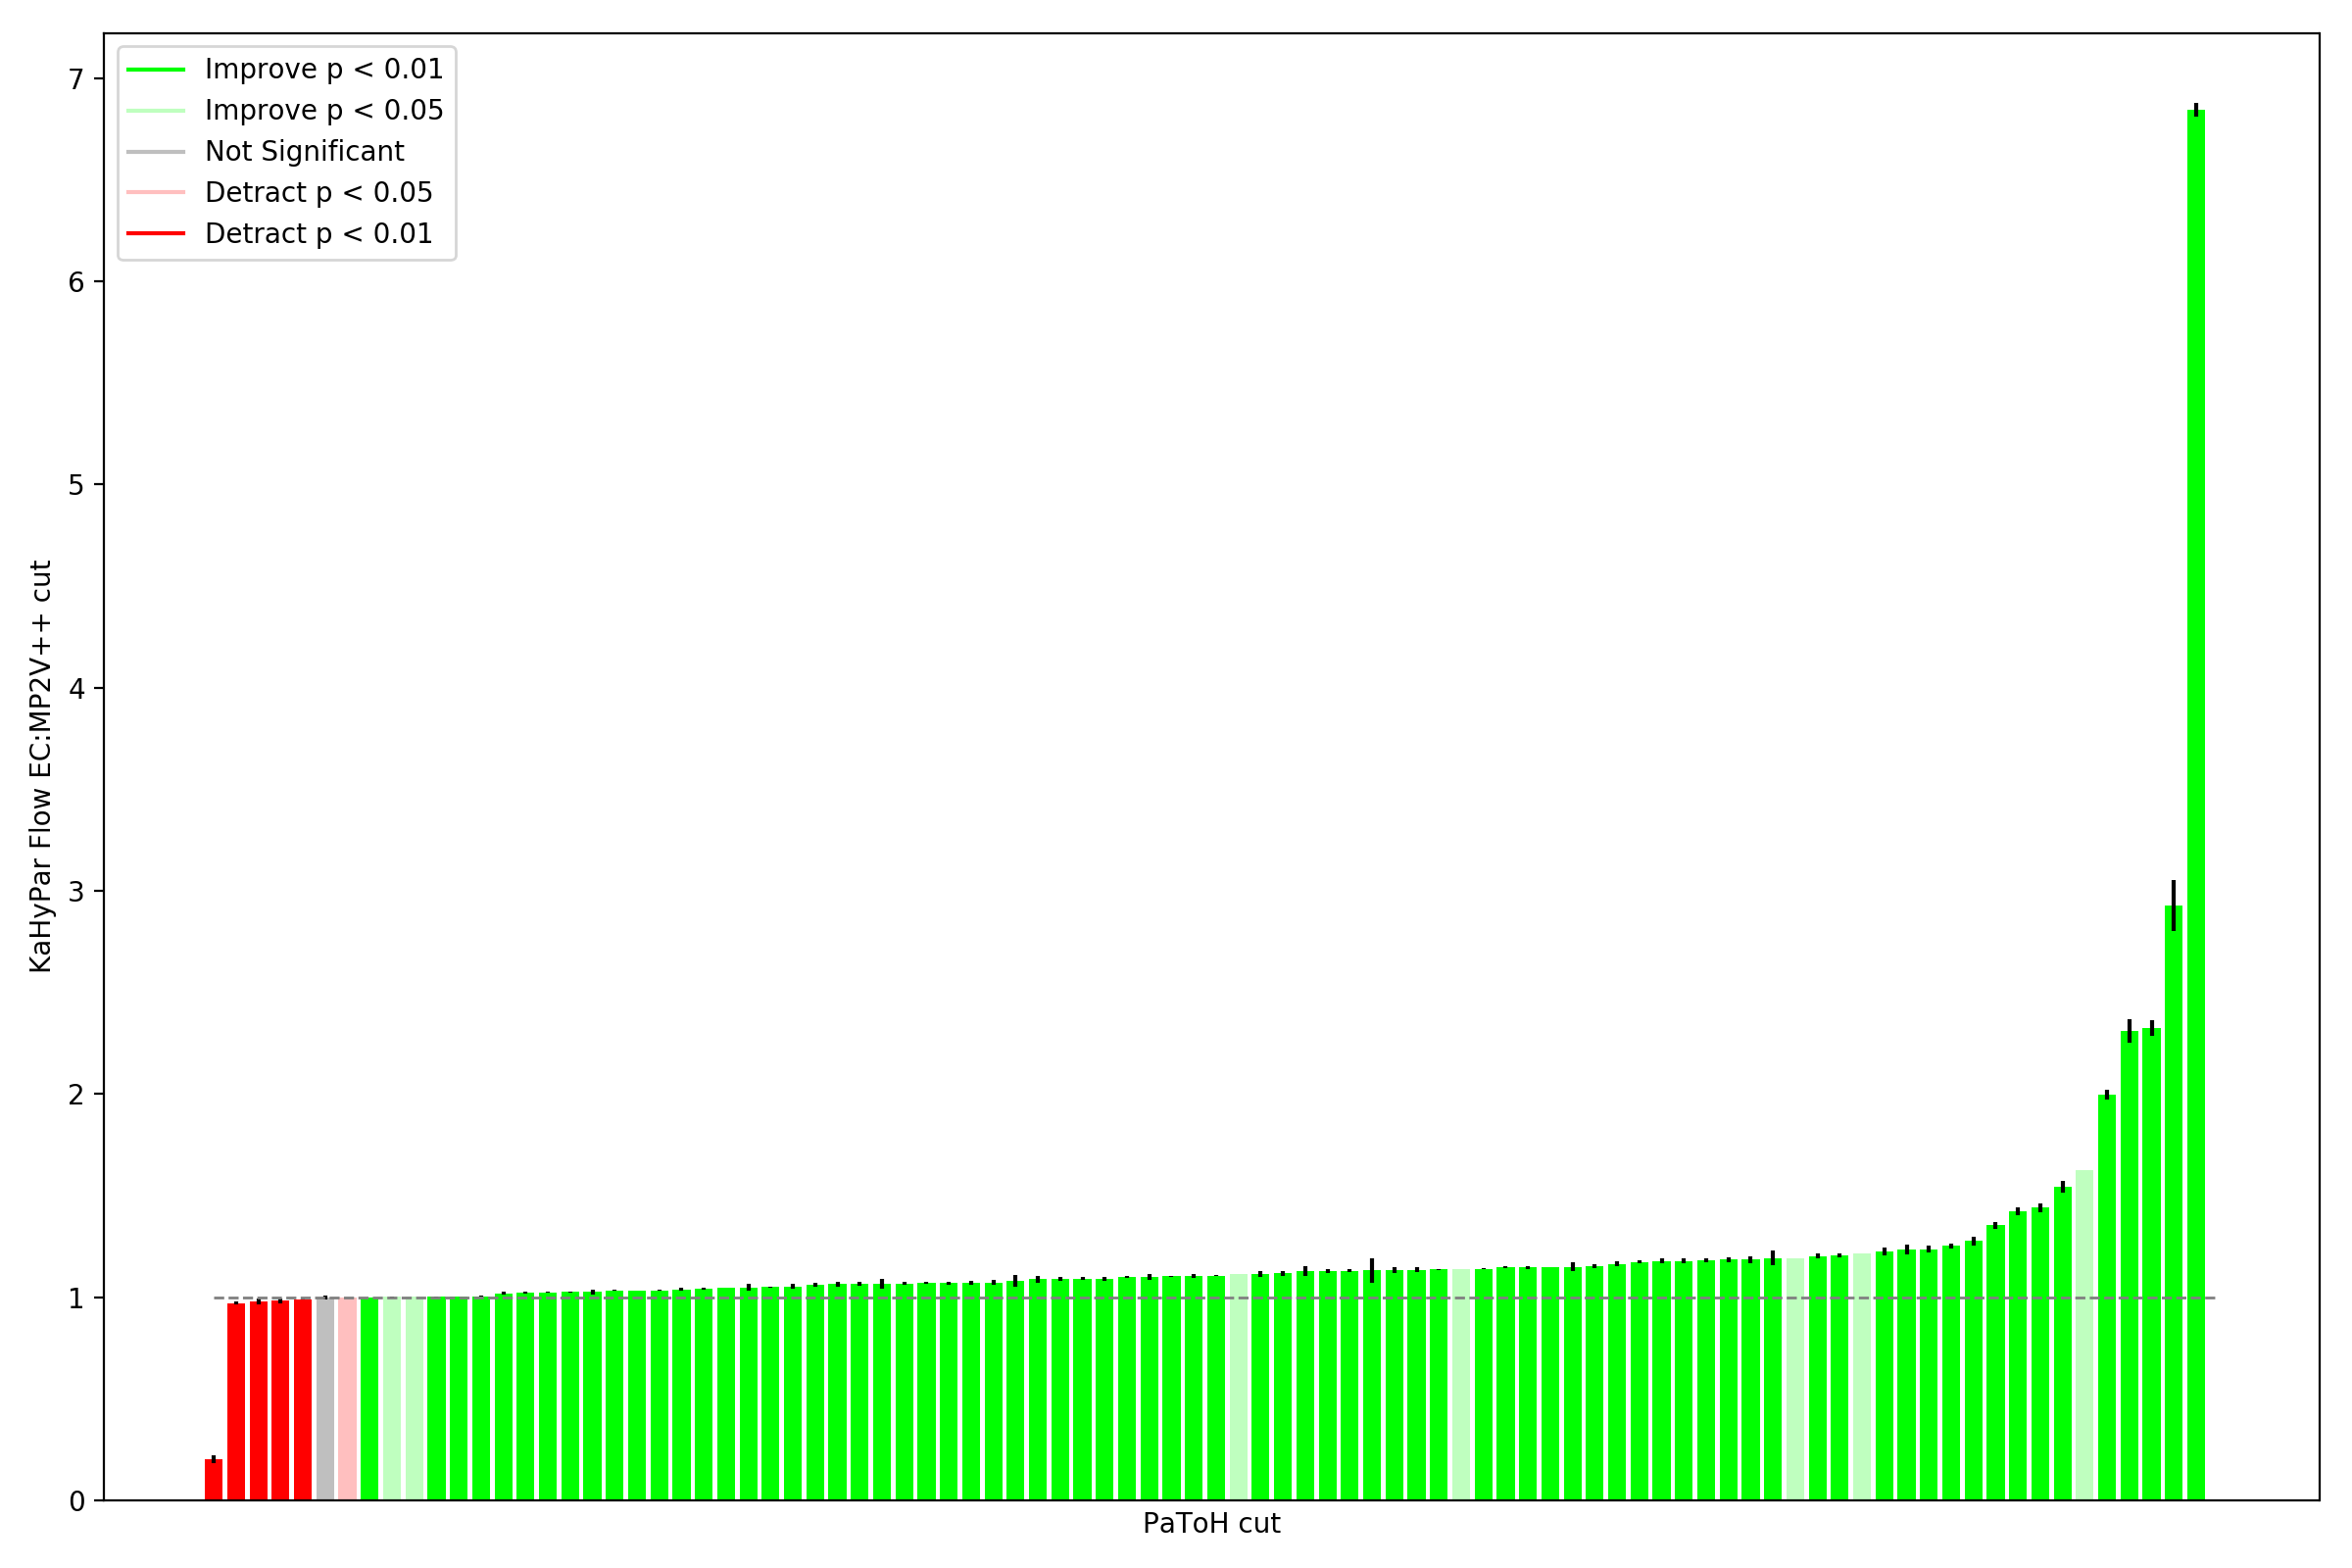 Improve p < 0.01
Improve p < 0.05
Not Significant
Detract p < 0.05
Detract p < 0.01
7
6
5
4
3
2
1
0
KaHyPar Flow EC:MP2V++ cut
PaToH cut